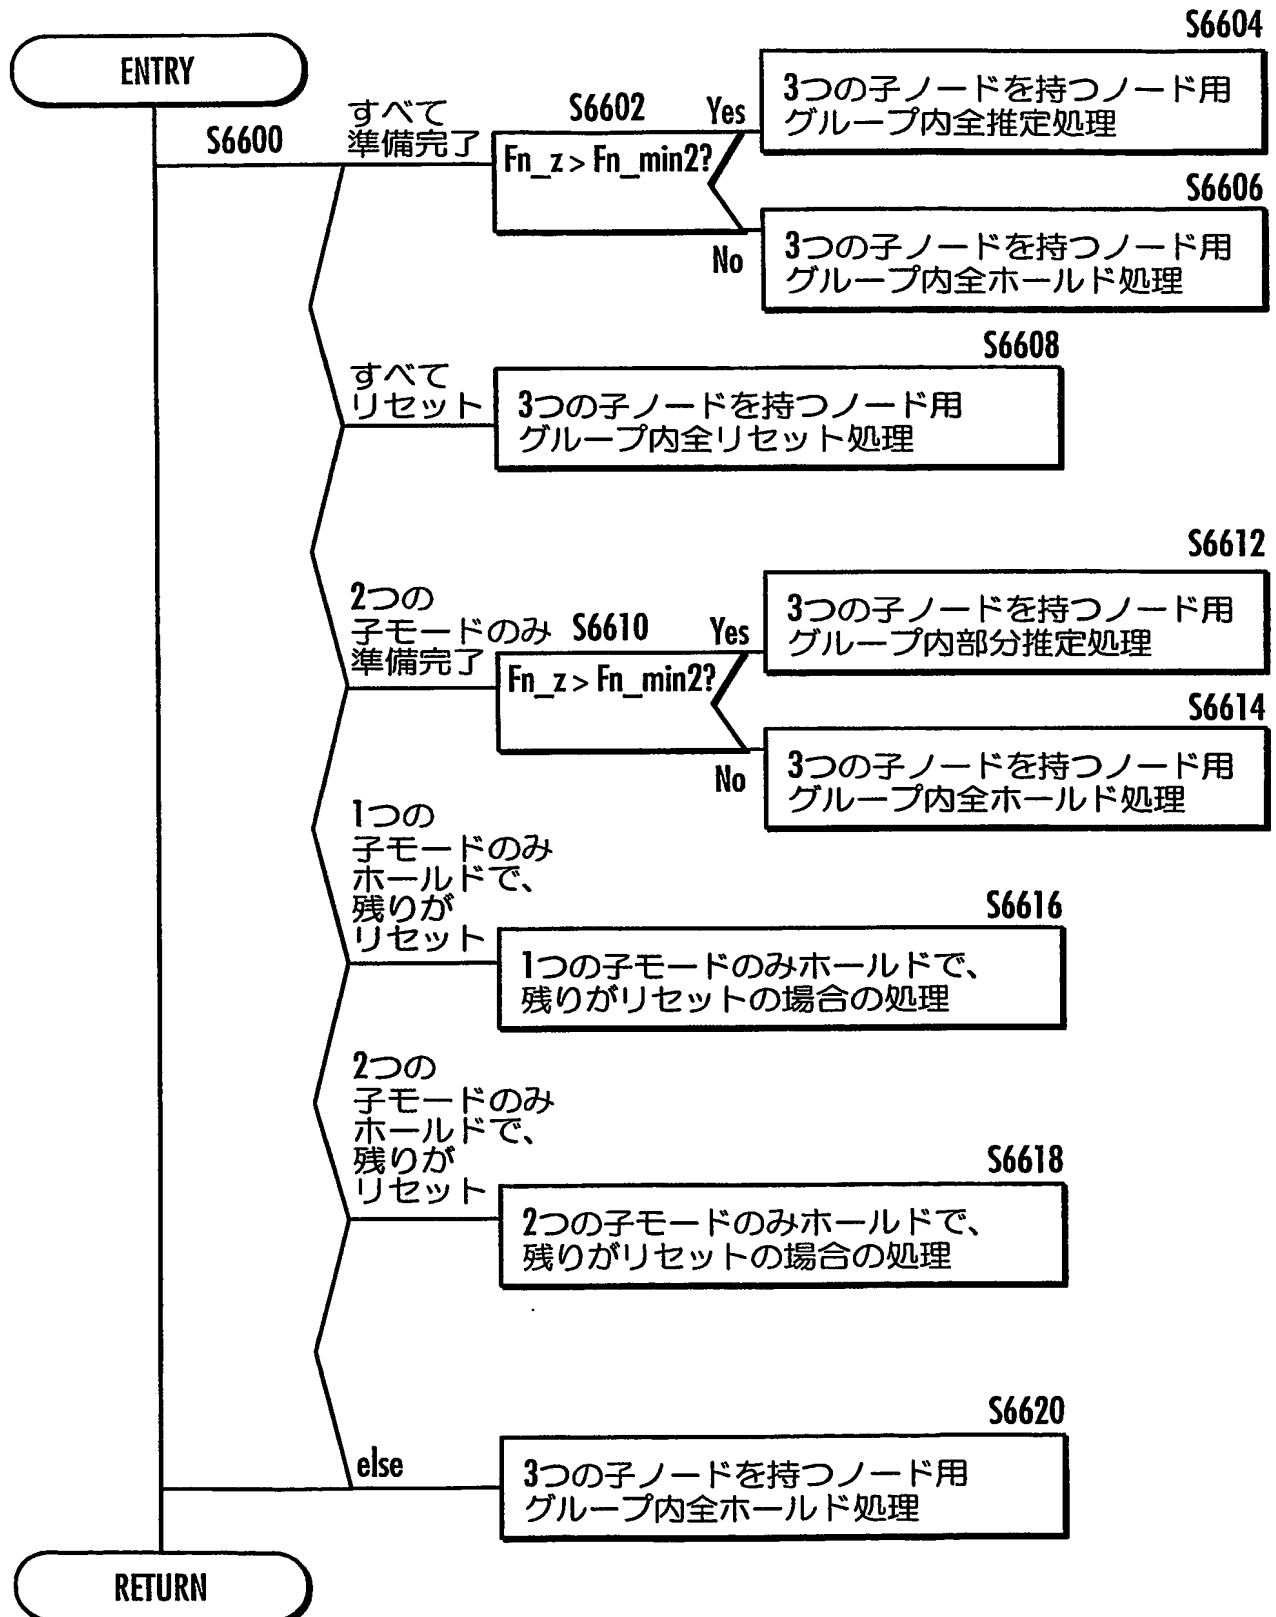 ENTRY
S6600
すべて
準備完了
S6602
Fn_z > Fn_min2?
Yes
S6604
3つの子ノードを持つノード用
グループ内全推定処理
No
S6606
3つの子ノードを持つノード用
グループ内全ホールド処理
すべて
リセット
S6608
3つの子ノードを持つノード用
グループ内全リセット処理
2つの
子モードのみ
準備完了
S6610
Fn_z > Fn_min2?
Yes
S6612
3つの子ノードを持つノード用
グループ内部分推定処理
No
S6614
3つの子ノードを持つノード用
グループ内全ホールド処理
1つの
子モードのみ
ホールドで、
残りが
リセット
S6616
1つの子モードのみホールドで、
残りがリセットの場合の処理
2つの
子モードのみ
ホールドで、
残りが
リセット
S6618
2つの子モードのみホールドで、
残りがリセットの場合の処理
else
S6620
3つの子ノードを持つノード用
グループ内全ホールド処理
RETURN